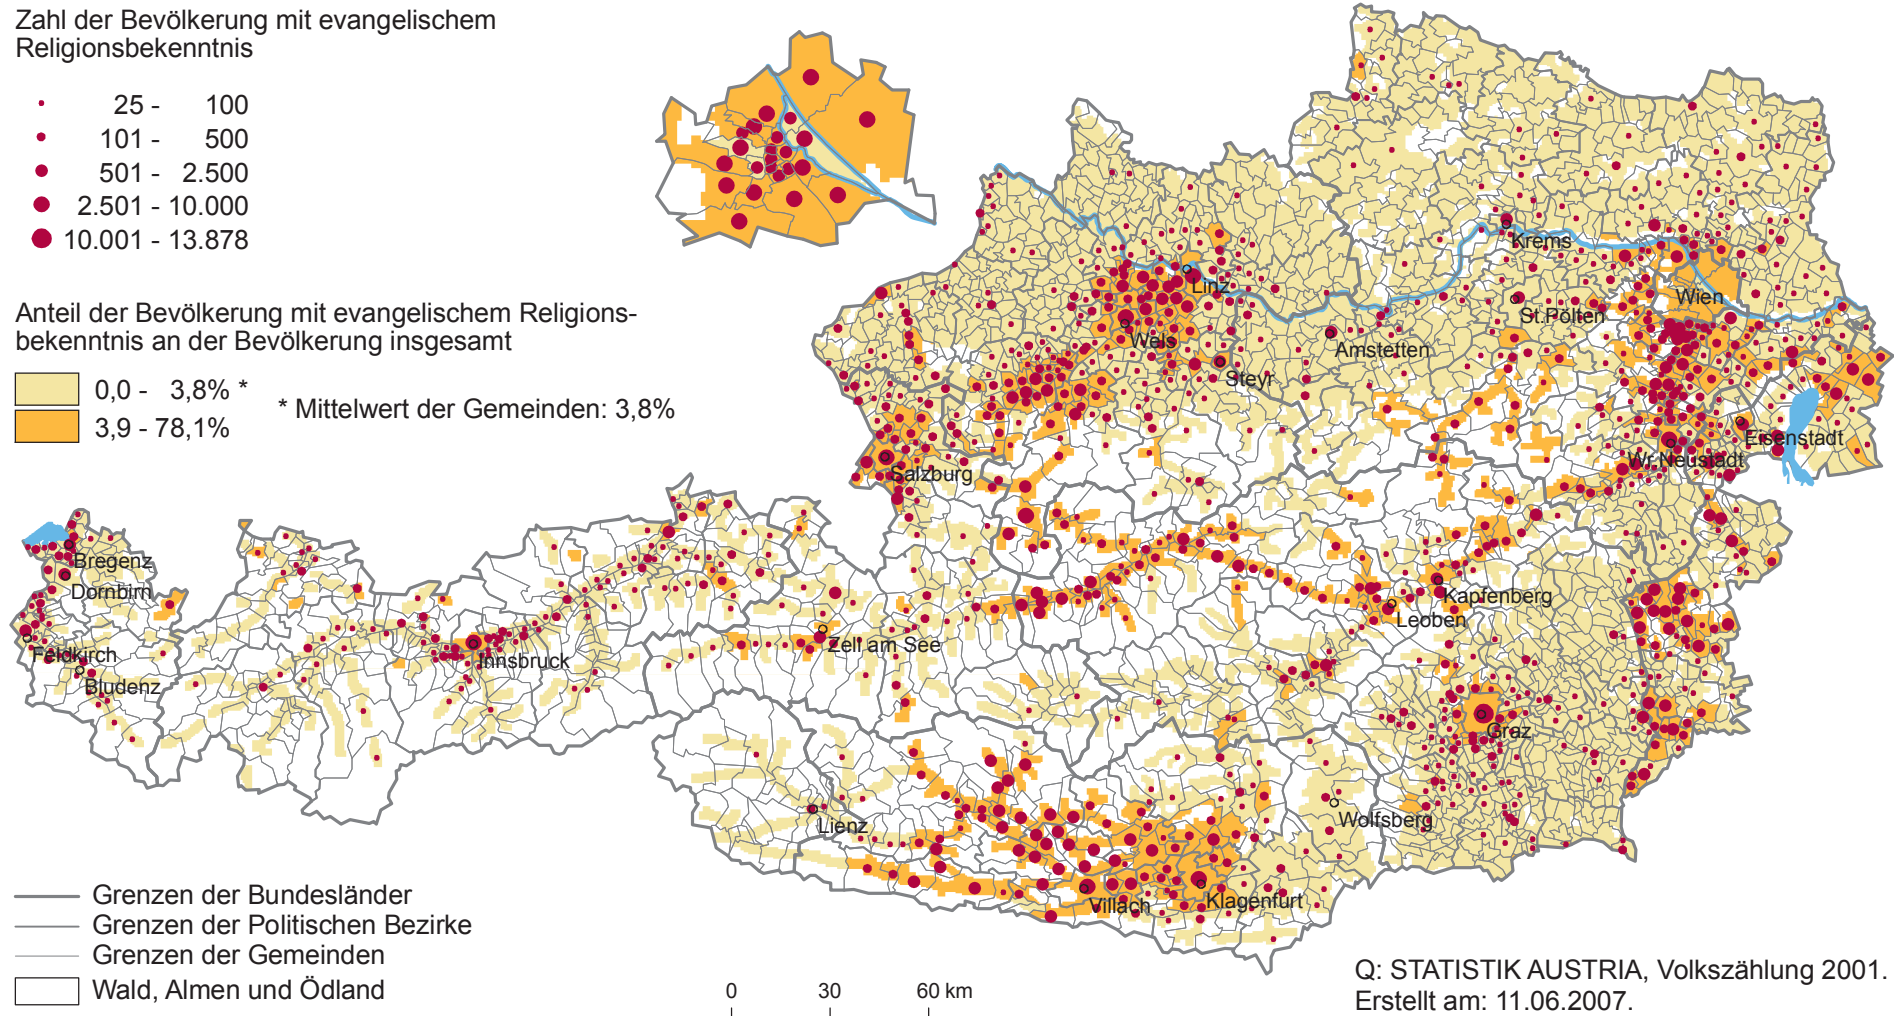 Zahl der Bevölkerung mit evangelischem
Religionsbekenntnis
25 - 100
101 - 500
501 - 2.500
2.501 - 10.000
10.001 - 13.878
Anteil der Bevölkerung mit evangelischem Religions-
bekenntnis an der Bevölkerung insgesamt
0,0 - 3,8% *
3,9 - 78,1%
* Mittelwert der Gemeinden: 3,8%
Krems
Linz
Wien
St.Pölten
Wels
Amstetten
Steyr
Eisenstadt
Wr.Neustadt
Salzburg
Bregenz
Dornbirn
Kapfenberg
Leoben
Zell am See
Feldkirch
Innsbruck
Bludenz
Graz
Wolfsberg
Lienz
Villach
Klagenfurt
Grenzen der Bundesländer
Grenzen der Politischen Bezirke
Grenzen der Gemeinden
Wald, Almen und Ödland
0 30 60 km
Q: STATISTIK AUSTRIA, Volkszählung 2001.
Erstellt am: 11.06.2007.